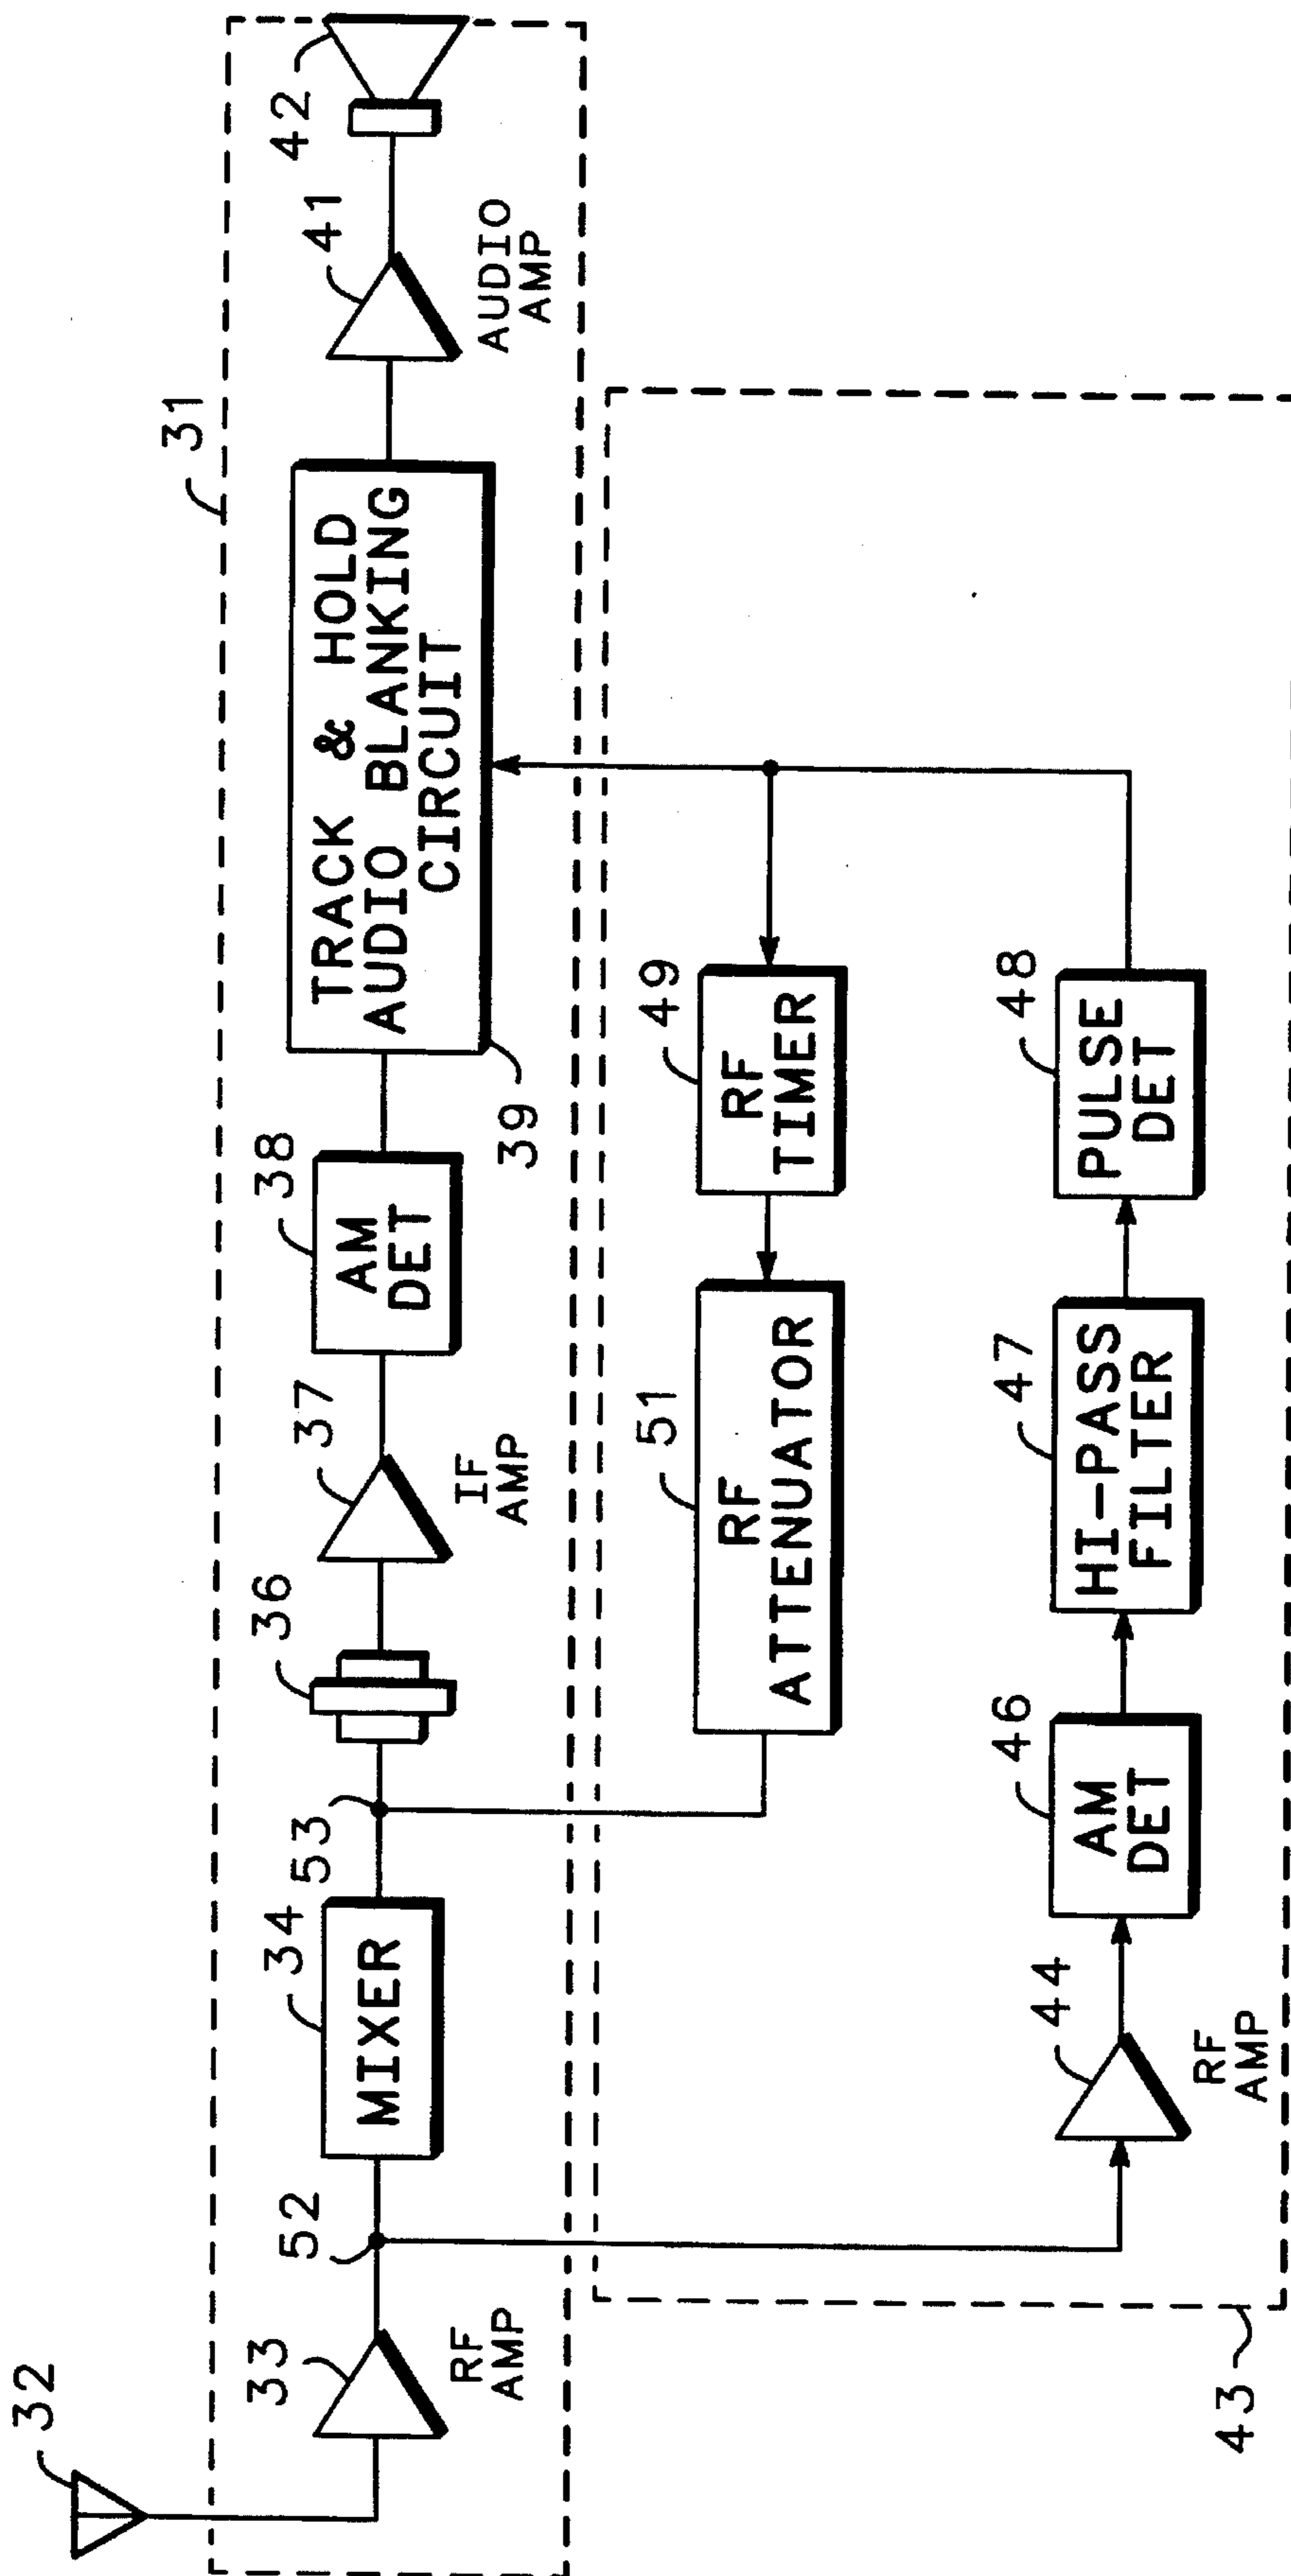 32
33
RF
AMP
52
34
MIXER
53
36
37
IF
AMP
38
AM
DET
39
TRACK & HOLD
AUDIO BLANKING
CIRCUIT
31
41
AUDIO
AMP
42
43
44
RF
AMP
46
AM
DET
47
HI-PASS
FILTER
48
PULSE
DET
49
RF
TIMER
51
RF
ATTENUATOR